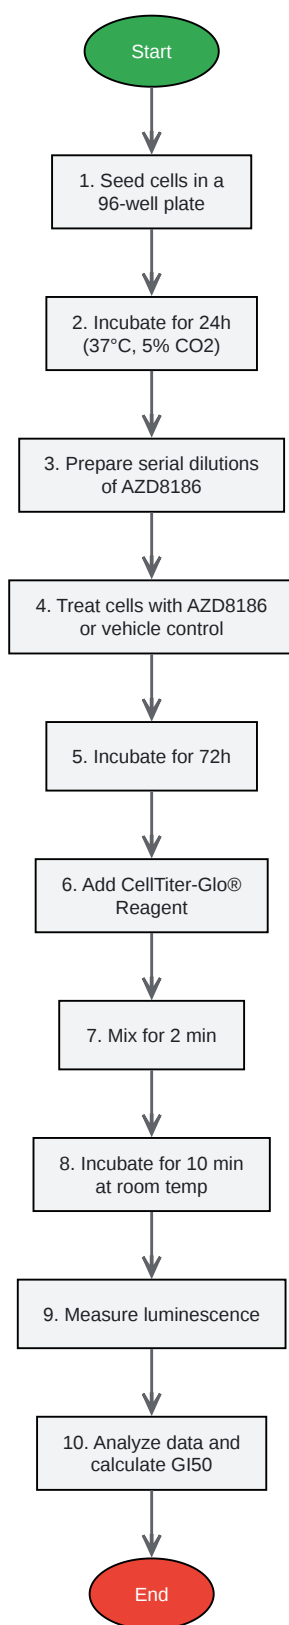 Start
1. Seed cells in a
96-well plate
2. Incubate for 24h
(37°C, 5% CO2)
3. Prepare serial dilutions
of AZD8186
4. Treat cells with AZD8186
or vehicle control
5. Incubate for 72h
6. Add CellTiter-Glo®
Reagent
7. Mix for 2 min
8. Incubate for 10 min
at room temp
9. Measure luminescence
10. Analyze data and
calculate GI50
End